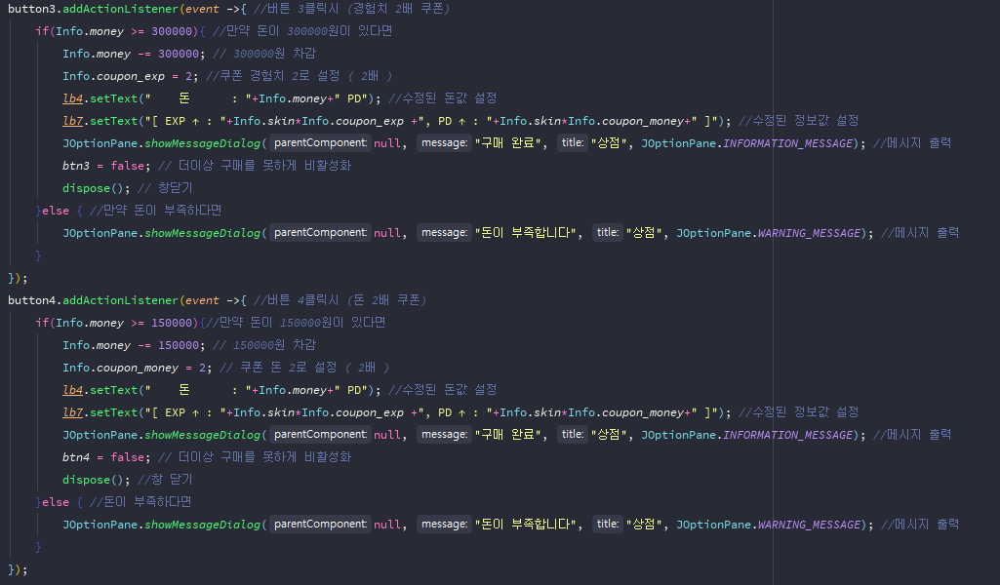 button3.addActionListener(event ->{ //버튼 3클릭시 (경험치 2배 쿠폰)
if(Info.money >= 300000){ //만약 돈이 300000원이 있다면
Info.money -= 300000; // 300000원 차감
Info.coupon_exp = 2; //쿠폰 경험치 2로 설정 ( 2배 )
lb4.setText("    돈      : "+Info.money+" PD"); //수정된 돈값 설정
lb7.setText("[ EXP ↑ : "+Info.skin*Info.coupon_exp +", PD ↑ : "+Info.skin*Info.coupon_money+" ]"); //수정된 정보값 설정
JOptionPane.showMessageDialog( parentComponent: null, message: "구매 완료", title: "상점", JOptionPane.INFORMATION_MESSAGE); //메시지 출력
btn3 = false; // 더이상 구매를 못하게 비활성화
dispose(); // 창닫기
}else { //만약 돈이 부족하다면
JOptionPane.showMessageDialog( parentComponent: null, message: "돈이 부족합니다", title: "상점", JOptionPane.WARNING_MESSAGE); //메시지 출력
}
});
button4.addActionListener(event ->{ //버튼 4클릭시 (돈 2배 쿠폰)
if(Info.money >= 150000){//만약 돈이 150000원이 있다면
Info.money -= 150000; // 150000원 차감
Info.coupon_money = 2; // 쿠폰 돈 2로 설정 ( 2배 )
lb4.setText("    돈      : "+Info.money+" PD"); //수정된 돈값 설정
lb7.setText("[ EXP ↑ : "+Info.skin*Info.coupon_exp +", PD ↑ : "+Info.skin*Info.coupon_money+" ]"); //수정된 정보값 설정
JOptionPane.showMessageDialog( parentComponent: null, message: "구매 완료", title: "상점", JOptionPane.INFORMATION_MESSAGE); //메시지 출력
btn4 = false; // 더이상 구매를 못하게 비활성화
dispose(); //창 닫기
}else { //돈이 부족하다면
JOptionPane.showMessageDialog( parentComponent: null, message: "돈이 부족합니다", title: "상점", JOptionPane.WARNING_MESSAGE); //메시지 출력
}
});